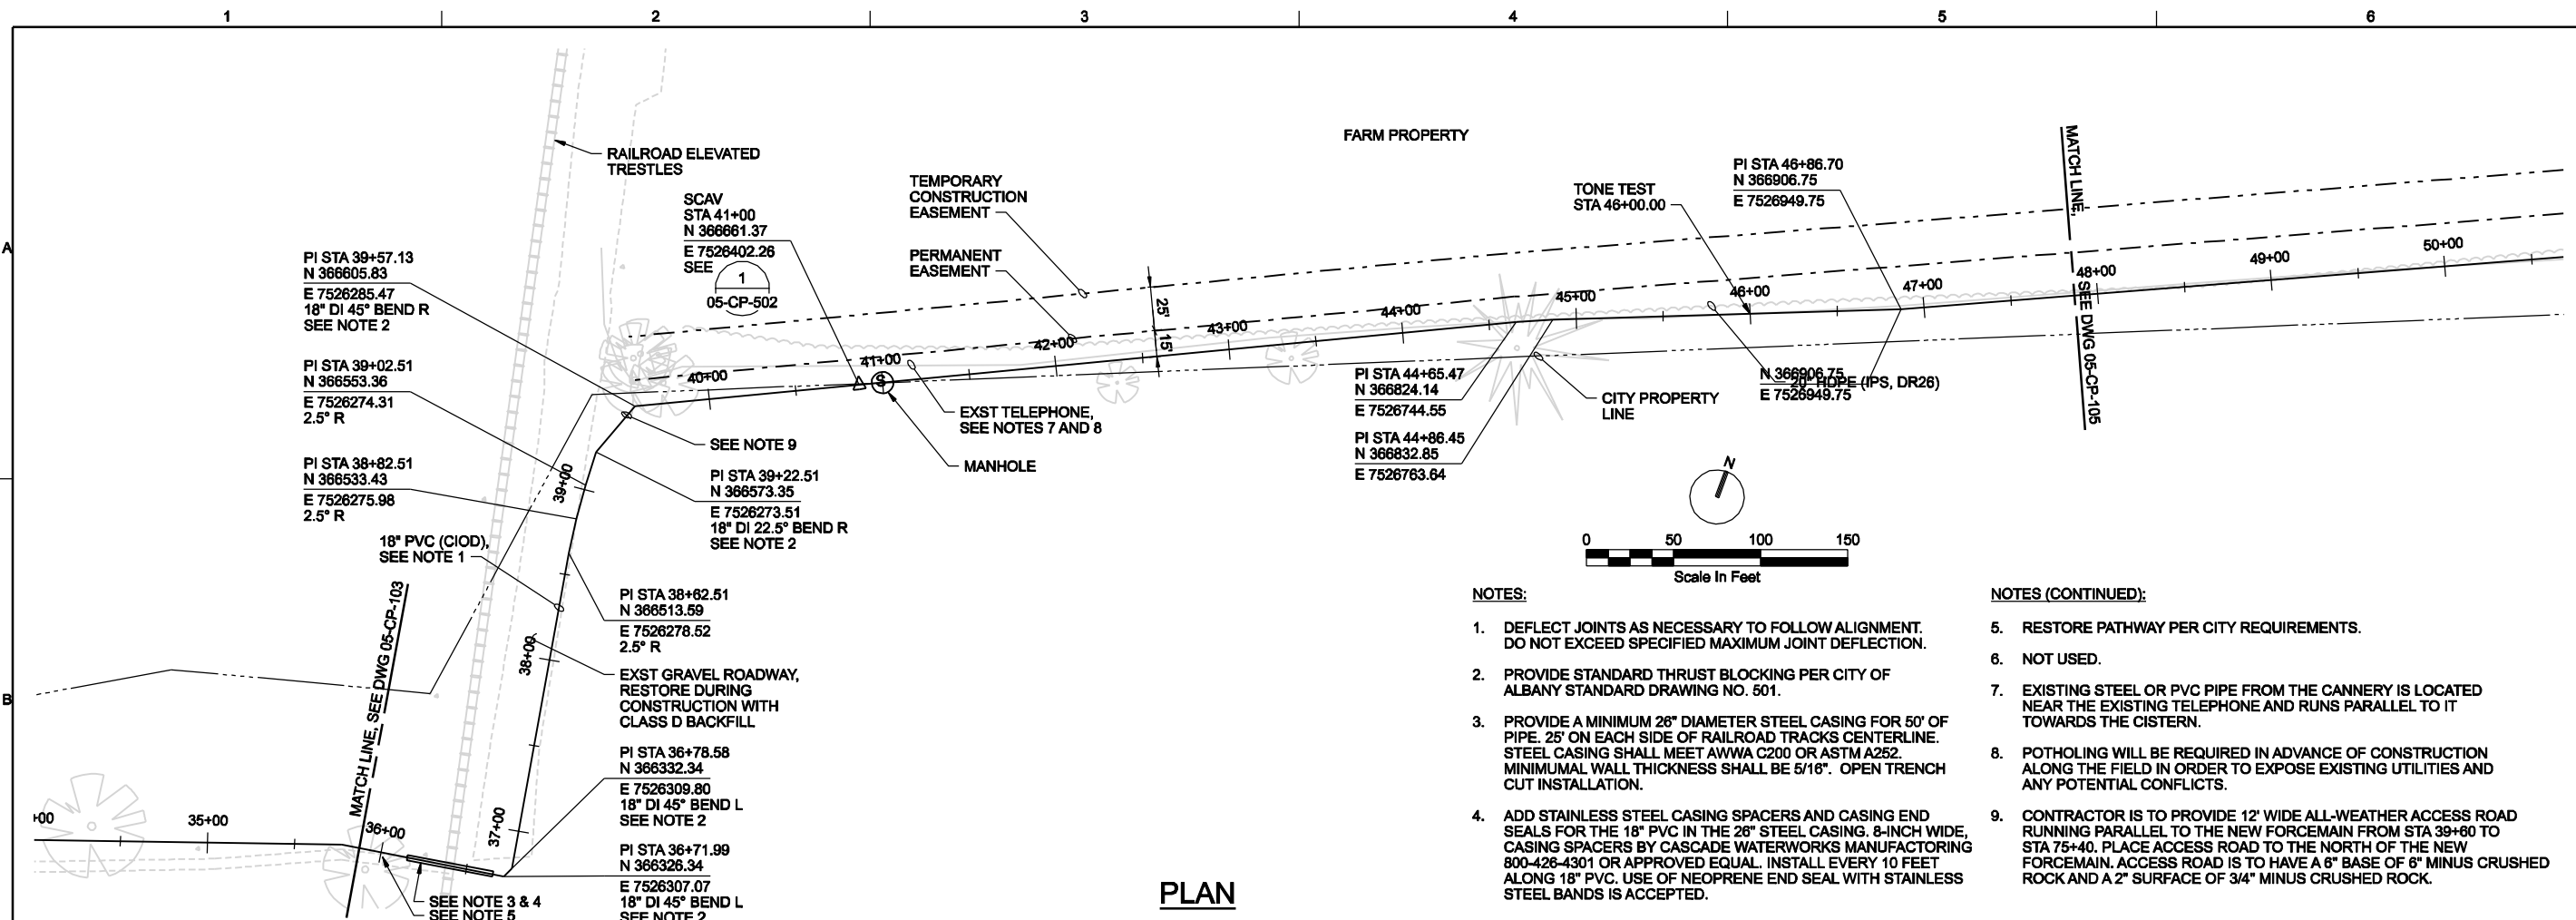 1 2 3 4 5 6
A
B
FARM PROPERTY
RAILROAD ELEVATED
TRESTLES
SCAV
STA 41+00
N 366661.37
E 7526402.26
SEE
1
05-CP-502
TEMPORARY
CONSTRUCTION
EASEMENT
PERMANENT
EASEMENT
TONE TEST
STA 46+00.00
PI STA 46+86.70
N 366906.75
E 7526949.75
MATCH LINE,
SEE DWG 05-CP-105
PI STA 39+57.13
N 366605.83
E 7526285.47
18" DI 45° BEND R
SEE NOTE 2
PI STA 39+02.51
N 366553.36
E 7526274.31
2.5° R
PI STA 38+82.51
N 366533.43
E 7526275.98
2.5° R
18" PVC (CIOD),
SEE NOTE 1
25'
15'
40+00
41+00
42+00
43+00
44+00
45+00
46+00
47+00
48+00
49+00
50+00
SEE NOTE 9
EXST TELEPHONE,
SEE NOTES 7 AND 8
MANHOLE
S
PI STA 44+65.47
N 366824.14
E 7526744.55
PI STA 44+86.45
N 366832.85
E 7526763.64
CITY PROPERTY
LINE
N 366906.75
20" HDPE (IPS, DR26)
E 7526949.75
PI STA 39+22.51
N 366573.35
E 7526273.51
18" DI 22.5° BEND R
SEE NOTE 2
39+00
38+00
37+00
PI STA 38+62.51
N 366513.59
E 7526278.52
2.5° R
EXST GRAVEL ROADWAY,
RESTORE DURING
CONSTRUCTION WITH
CLASS D BACKFILL
PI STA 36+78.58
N 366332.34
E 7526309.80
18" DI 45° BEND L
SEE NOTE 2
PI STA 36+71.99
N 366326.34
E 7526307.07
18" DI 45° BEND L
SEE NOTE 2
MATCH LINE, SEE DWG 05-CP-103
+00
35+00
36+00
SEE NOTE 3 & 4
SEE NOTE 5
N
0 50 100 150
Scale In Feet
PLAN
NOTES:
1. DEFLECT JOINTS AS NECESSARY TO FOLLOW ALIGNMENT.
DO NOT EXCEED SPECIFIED MAXIMUM JOINT DEFLECTION.
2. PROVIDE STANDARD THRUST BLOCKING PER CITY OF
ALBANY STANDARD DRAWING NO. 501.
3. PROVIDE A MINIMUM 26" DIAMETER STEEL CASING FOR 50' OF
PIPE. 25' ON EACH SIDE OF RAILROAD TRACKS CENTERLINE.
STEEL CASING SHALL MEET AWWA C200 OR ASTM A252.
MINIMUMAL WALL THICKNESS SHALL BE 5/16". OPEN TRENCH
CUT INSTALLATION.
4. ADD STAINLESS STEEL CASING SPACERS AND CASING END
SEALS FOR THE 18" PVC IN THE 26" STEEL CASING. 8-INCH WIDE,
CASING SPACERS BY CASCADE WATERWORKS MANUFACTORING
800-426-4301 OR APPROVED EQUAL. INSTALL EVERY 10 FEET
ALONG 18" PVC. USE OF NEOPRENE END SEAL WITH STAINLESS
STEEL BANDS IS ACCEPTED.
NOTES (CONTINUED):
5. RESTORE PATHWAY PER CITY REQUIREMENTS.
6. NOT USED.
7. EXISTING STEEL OR PVC PIPE FROM THE CANNERY IS LOCATED
NEAR THE EXISTING TELEPHONE AND RUNS PARALLEL TO IT
TOWARDS THE CISTERN.
8. POTHOLING WILL BE REQUIRED IN ADVANCE OF CONSTRUCTION
ALONG THE FIELD IN ORDER TO EXPOSE EXISTING UTILITIES AND
ANY POTENTIAL CONFLICTS.
9. CONTRACTOR IS TO PROVIDE 12' WIDE ALL-WEATHER ACCESS ROAD
RUNNING PARALLEL TO THE NEW FORCEMAIN FROM STA 39+60 TO
STA 75+40. PLACE ACCESS ROAD TO THE NORTH OF THE NEW
FORCEMAIN. ACCESS ROAD IS TO HAVE A 6" BASE OF 6" MINUS CRUSHED
ROCK AND A 2" SURFACE OF 3/4" MINUS CRUSHED ROCK.